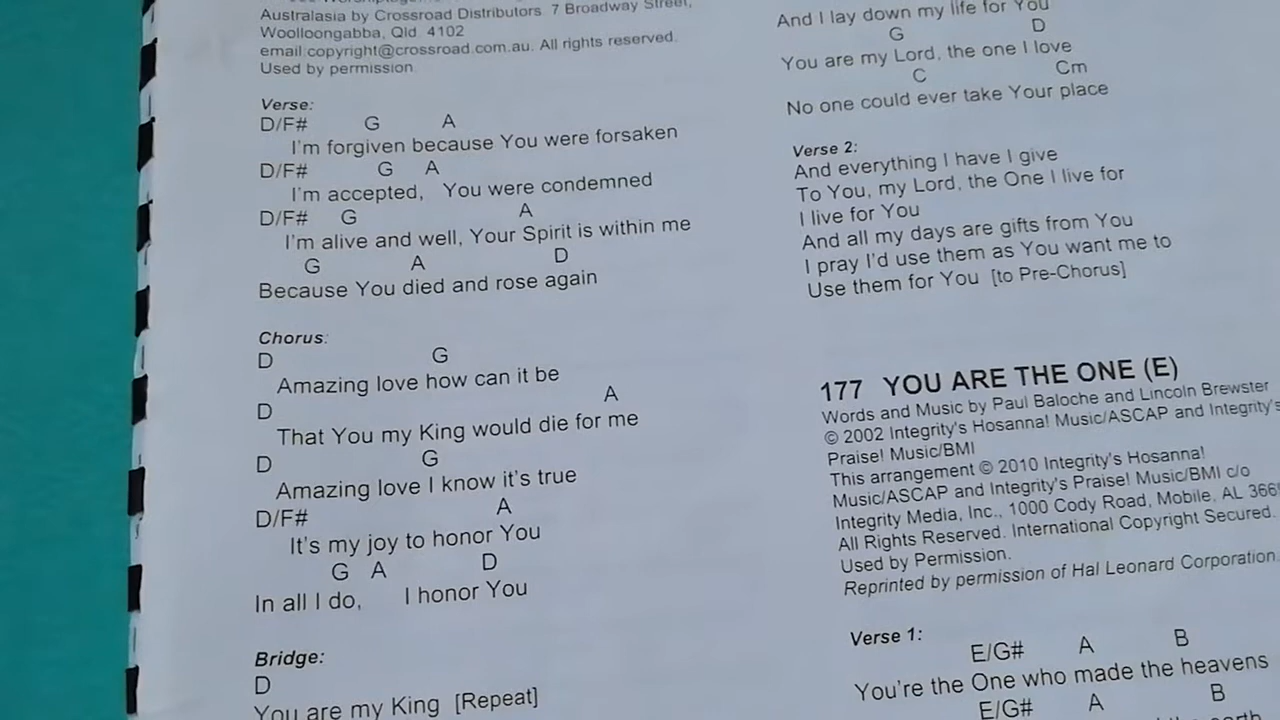 Australasia by Crossroad Distributors 7 Broadway Street,
Woolloongabba, Qld 4102
email:copyright@crossroad.com.au. All rights reserved.
Used by permission.
Verse:
D/F# G A
I'm forgiven because You were forsaken
D/F# G A
I'm accepted, You were condemned
D/F# G A
I'm alive and well, Your Spirit is within me
G A D
Because You died and rose again
Chorus:
D G
Amazing love how can it be
D A
That You my King would die for me
D G
Amazing love I know it's true
D/F# A
It's my joy to honor You
G A D
In all I do, I honor You
Bridge:
D
You are my King [Repeat]
And I lay down my life for You
G D
You are my Lord, the one I love
C Cm
No one could ever take Your place
Verse 2:
And everything I have I give
To You, my Lord, the One I live for
I live for You
And all my days are gifts from You
I pray I'd use them as You want me to
Use them for You [to Pre-Chorus]
177 YOU ARE THE ONE (E)
Words and Music by Paul Baloche and Lincoln Brewster
© 2002 Integrity's Hosanna! Music/ASCAP and Integrity's
Praise! Music/BMI
This arrangement © 2010 Integrity's Hosanna!
Music/ASCAP and Integrity's Praise! Music/BMI c/o
Integrity Media, Inc., 1000 Cody Road, Mobile, AL 366
All Rights Reserved. International Copyright Secured.
Used by Permission.
Reprinted by permission of Hal Leonard Corporation.
Verse 1:
E/G# A B
You're the One who made the heavens
E/G# A B